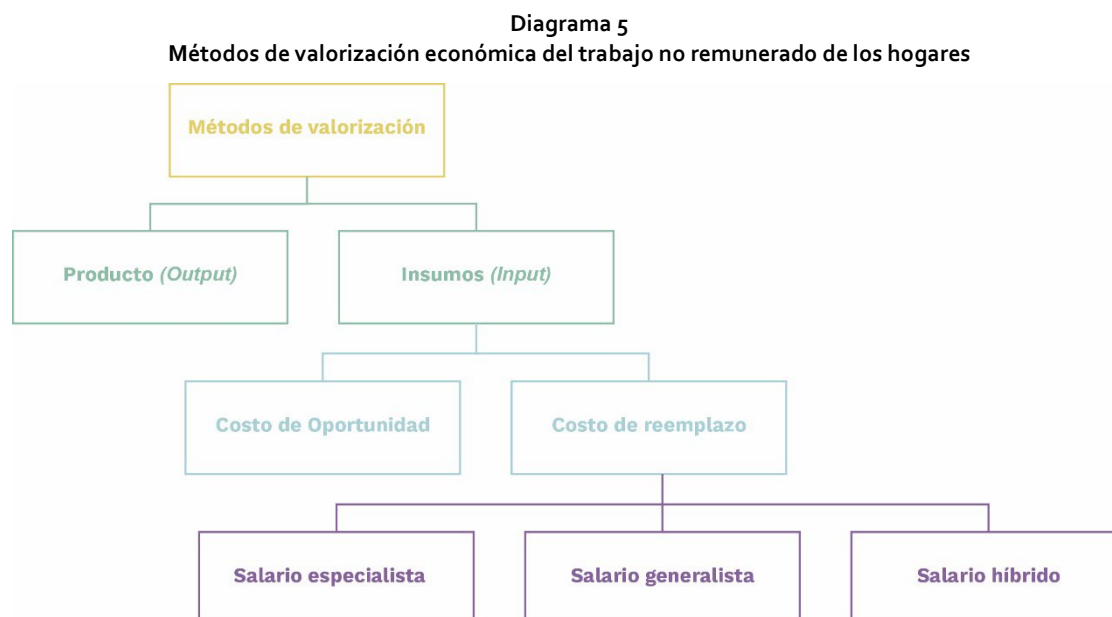 Diagrama 5
Métodos de valorización económica del trabajo no remunerado de los hogares
Métodos de valorización
Producto (Output)
Insumos (Input)
Costo de Oportunidad
Costo de reemplazo
Salario especialista
Salario generalista
Salario híbrido